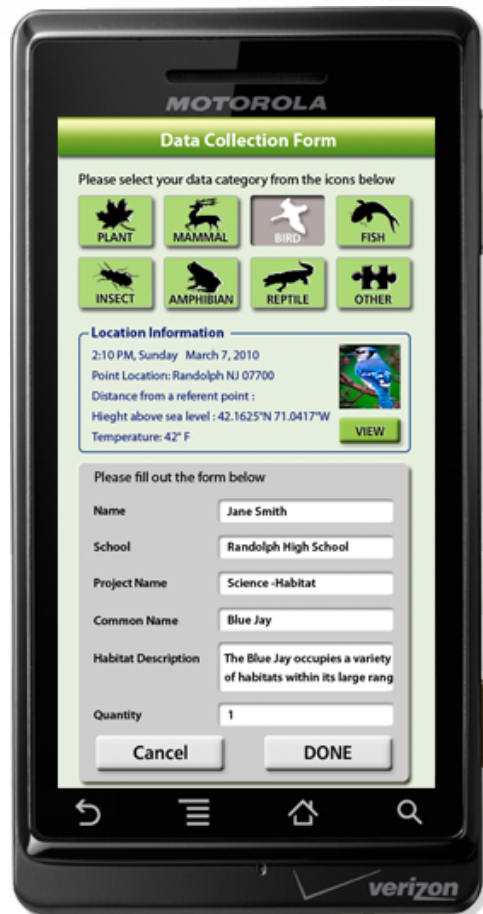 MOTOROLA
Data Collection Form
Please select your data category from the icons below
PLANT MAMMAL BIRD FISH
INSECT AMPHIBIAN REPTILE OTHER
Location Information
2:10 PM, Sunday March 7, 2010
Point Location: Randolph NJ 07700
Distance from a referent point :
Hieght above sea level : 42.1625°N 71.0417°W
Temperature: 42° F
VIEW
Please fill out the form below
Name Jane Smith
School Randolph High School
Project Name Science -Habitat
Common Name Blue Jay
Habitat Description The Blue Jay occupies a variety
of habitats within its large rang
Quantity 1
Cancel DONE
verizon